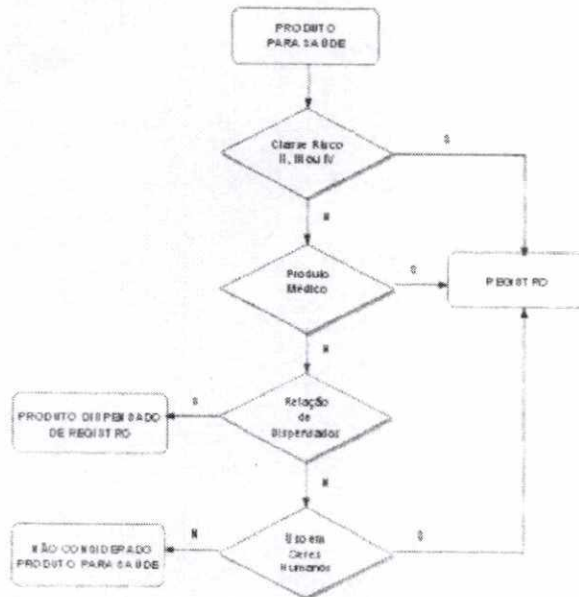 PRODUTO
PARA SAÚDE
Classe Risco
II, III ou IV
S
N
Produto
Médico
S
REGISTRO
N
S
Relação
de
Dispensados
PRODUTO DISPENSADO
DE REGISTRO
N
N
Uso em
Seres
Humanos
S
NÃO CONSIDERADO
PRODUTO PARA SAÚDE